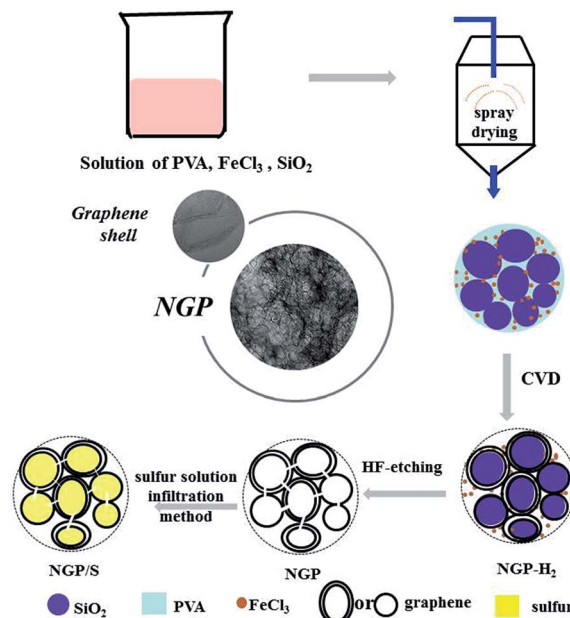 spray
drying
Solution of PVA, FeCl₃ , SiO₂
Graphene
shell
NGP
CVD
HF-etching
sulfur solution
infiltration
method
NGP/S
NGP
NGP-H₂
SiO₂
PVA
FeCl₃
or
graphene
sulfur